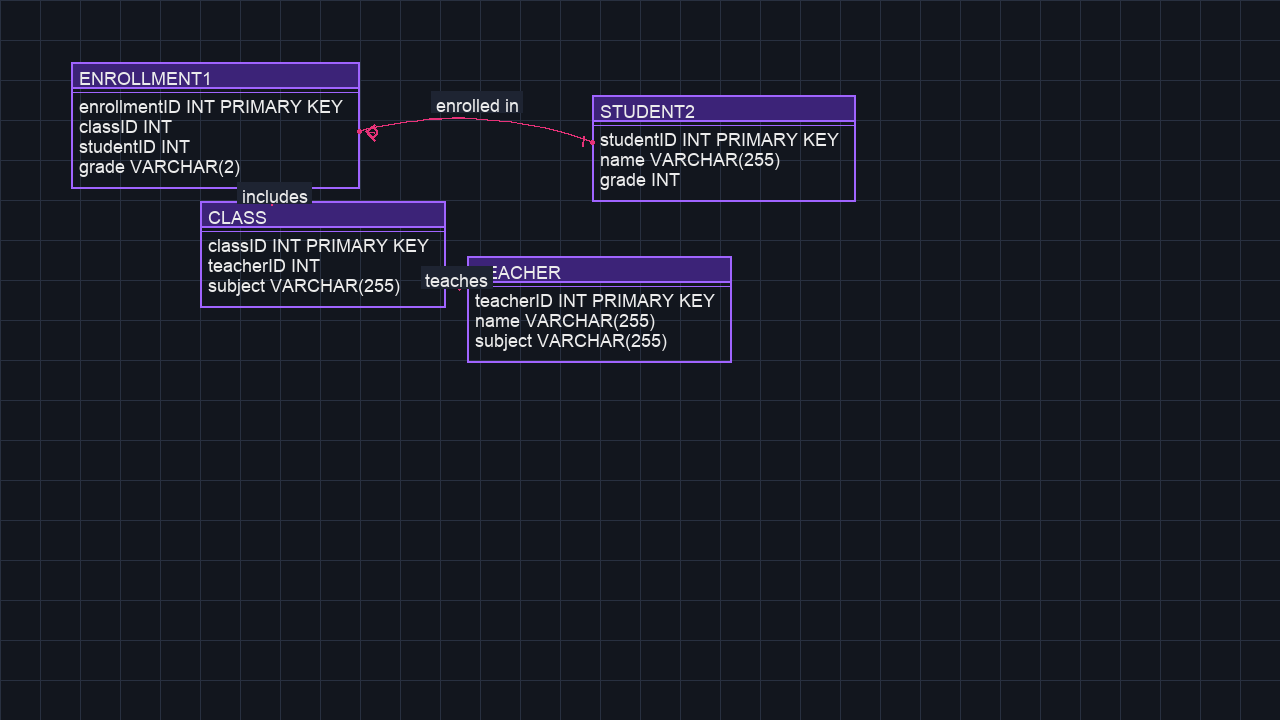 ENROLLMENT1
enrollmentID INT PRIMARY KEY
classID INT
studentID INT
grade VARCHAR(2)
enrolled in
STUDENT2
studentID INT PRIMARY KEY
name VARCHAR(255)
grade INT
includes
CLASS
classID INT PRIMARY KEY
teacherID INT
subject VARCHAR(255)
teaches
EACHER
teacherID INT PRIMARY KEY
name VARCHAR(255)
subject VARCHAR(255)